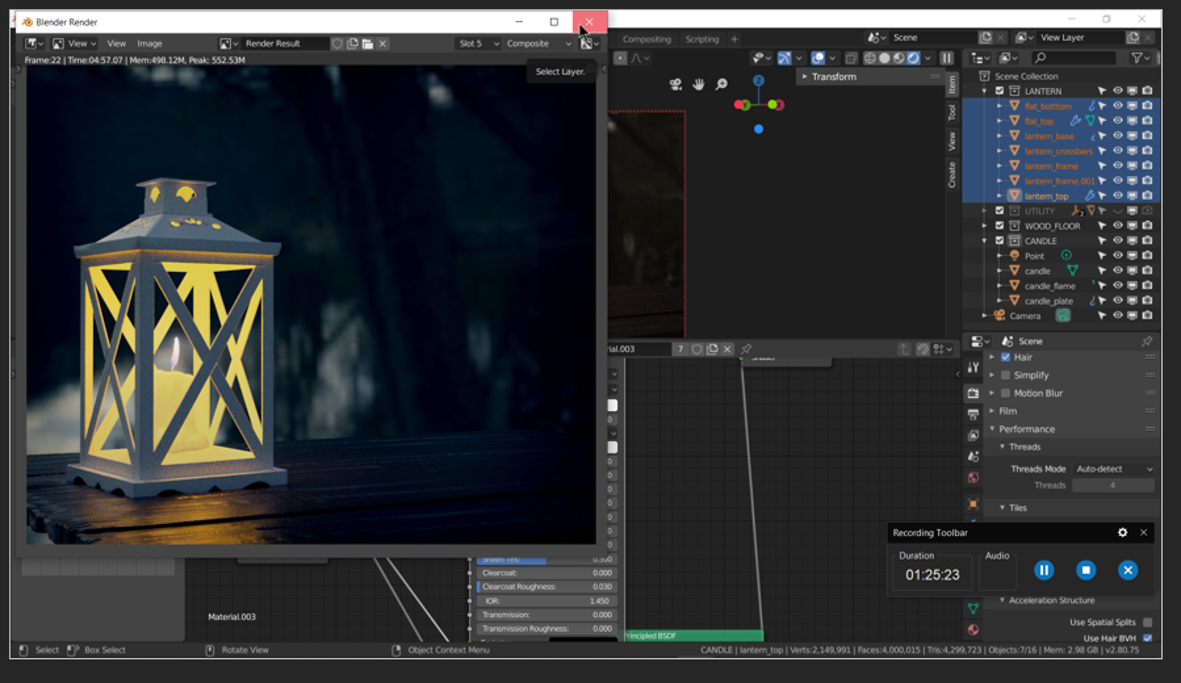 Blender Render
View View Image Render Result Slot 5 Composite
Frame:22 | Time:04:57.07 | Mem:498.12M, Peak: 552.53M
Select Layer.
Compositing Scripting + Scene View Layer
Transform
Item
Tool
View
Create
Z
Y
Scene Collection
LANTERN
flat_botttom
flat_top
lantern_base
lantern_crossbars
lantern_frame
lantern_frame.001
lantern_top
UTILITY 2
WOOD_FLOOR
CANDLE
Point
candle
candle_flame
candle_plate
Camera
rial.003 7
Scene
Hair
Simplify
Motion Blur
Film
Performance
Threads
Threads Mode Auto-detect
Threads 4
Tiles
Recording Toolbar
Duration Audio
01:25:23
Acceleration Structure
Use Spatial Splits
Use Hair BVH
Sheen Tint: 0.500
Clearcoat: 0.000
Clearcoat Roughness: 0.030
IOR: 1.450
Transmission: 0.000
Transmission Roughness: 0.000
Material.003
Principled BSDF
Select Box Select Rotate View Object Context Menu
CANDLE | lantern_top | Verts:2,149,991 | Faces:4,000,015 | Tris:4,299,723 | Objects:7/16 | Mem: 2.98 GB | v2.80.75